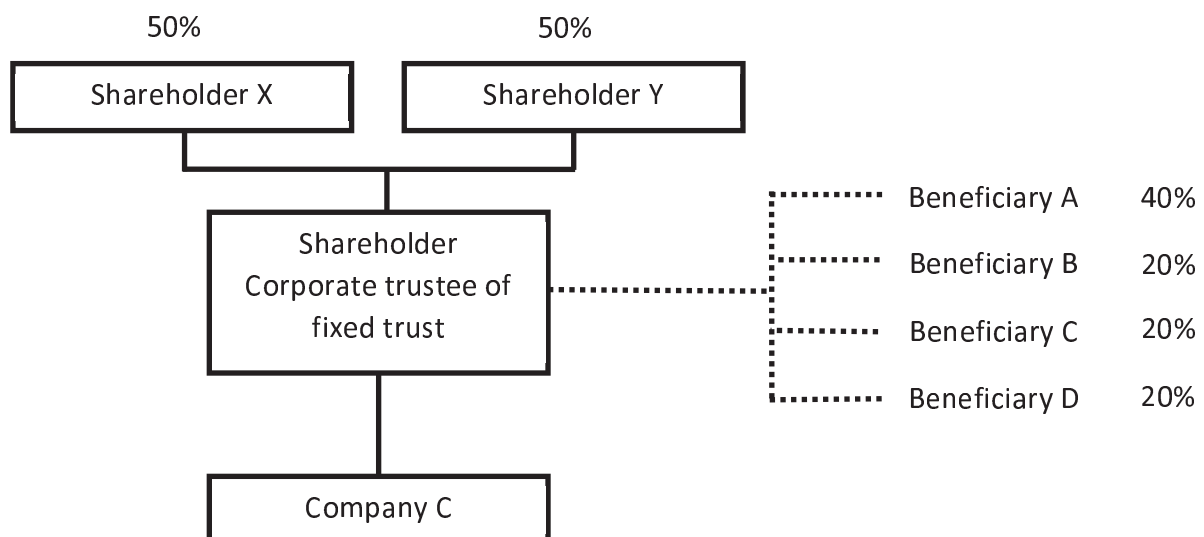 50%
50%
Shareholder X
Shareholder Y
Shareholder
Corporate trustee of
fixed trust
Beneficiary A 40%
Beneficiary B 20%
Beneficiary C 20%
Beneficiary D 20%
Company C